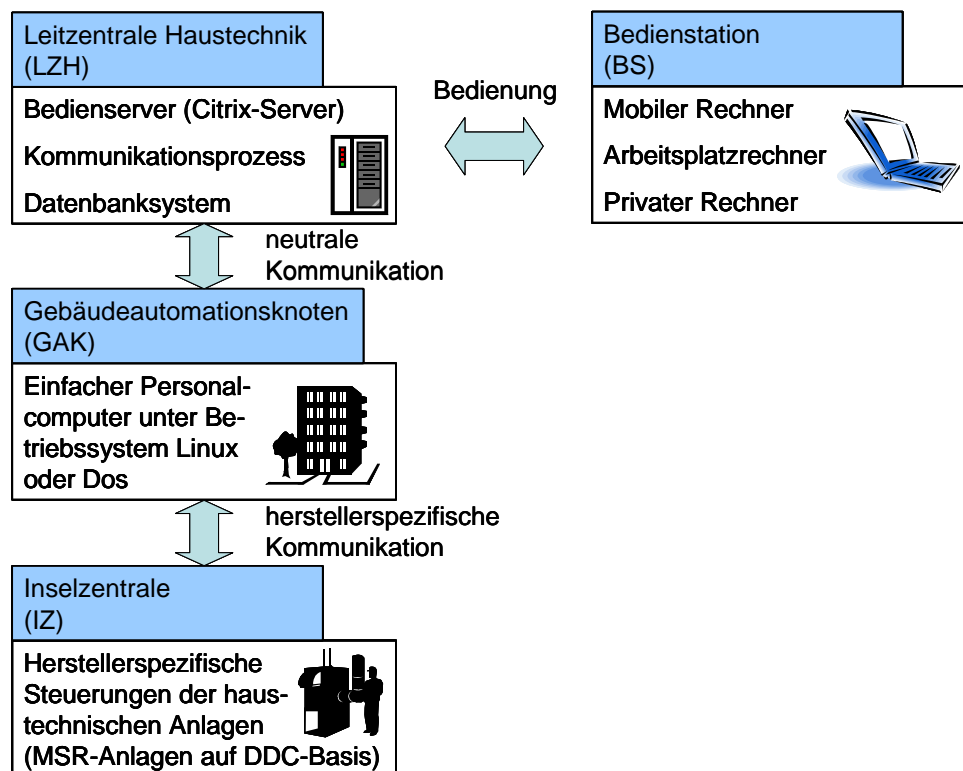 Leitzentrale Haustechnik
(LZH)
Bedienserver (Citrix-Server)
Kommunikationsprozess
Datenbanksystem
Bedienung
Bedienstation
(BS)
Mobiler Rechner
Arbeitsplatzrechner
Privater Rechner
neutrale
Kommunikation
Gebäudeautomationsknoten
(GAK)
Einfacher Personal-
computer unter Be-
triebssystem Linux
oder Dos
herstellerspezifische
Kommunikation
Inselzentrale
(IZ)
Herstellerspezifische
Steuerungen der haus-
technischen Anlagen
(MSR-Anlagen auf DDC-Basis)